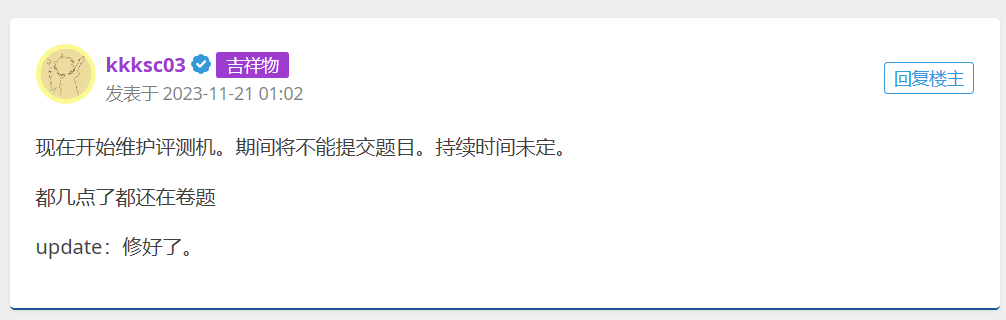 kkksc03 吉祥物
发表于 2023-11-21 01:02
回复楼主
现在开始维护评测机。期间将不能提交题目。持续时间未定。
都几点了都还在卷题
update：修好了。